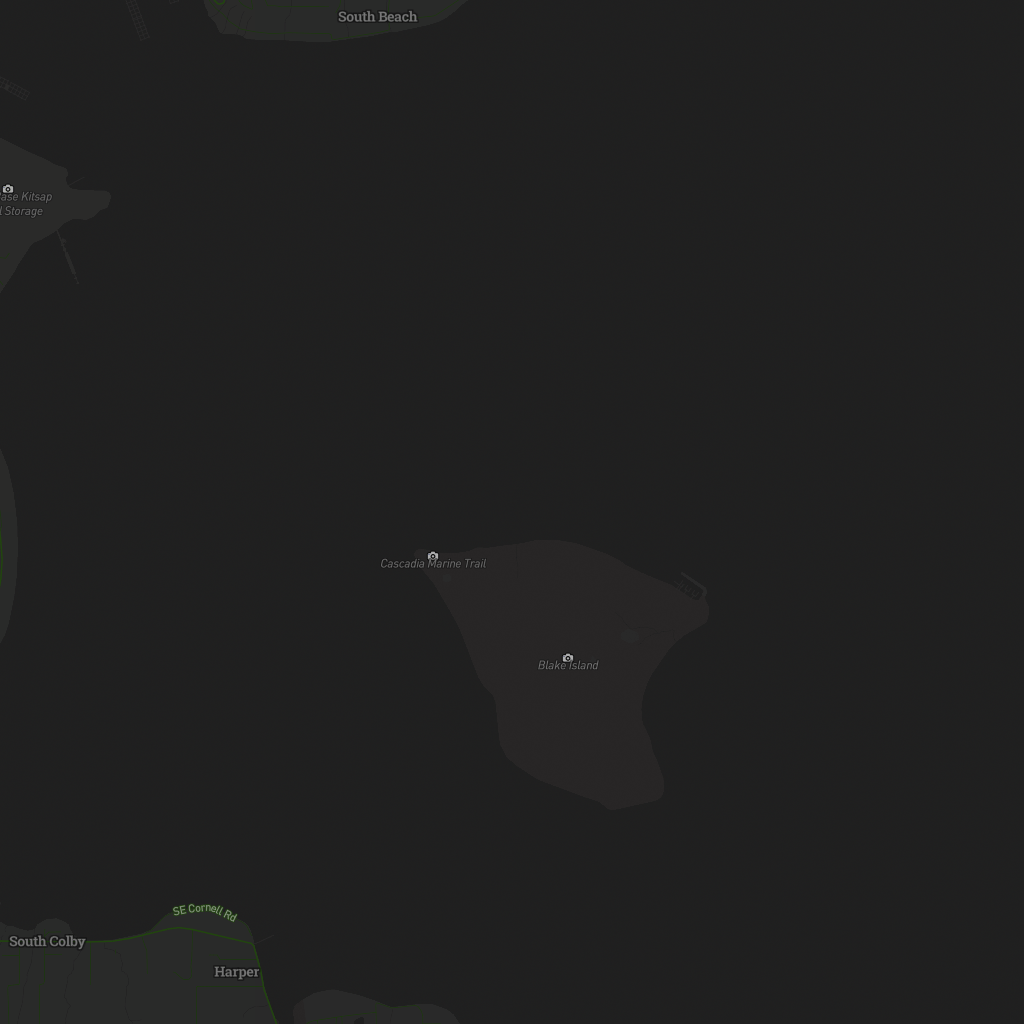 South Beach
ase Kitsap
l Storage
Cascadia Marine Trail
Blake Island
SE Cornell Rd
South Colby
Harper